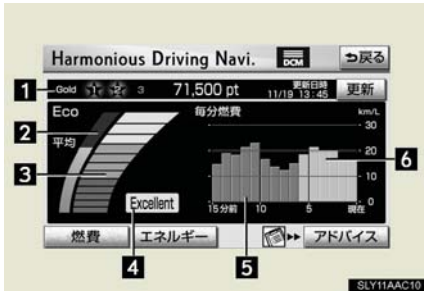 Harmonious Driving Navi. DCM 戻る
1 Gold 1 2 3 71,500 pt 更新日時 11/19 13:45 更新
Eco 毎分燃費 km/L
2 平均 30
3 20 6
10
Excellent 0
15分前 10 5 現在
燃費 エネルギー アドバイス
4 5
SLY11AAC10